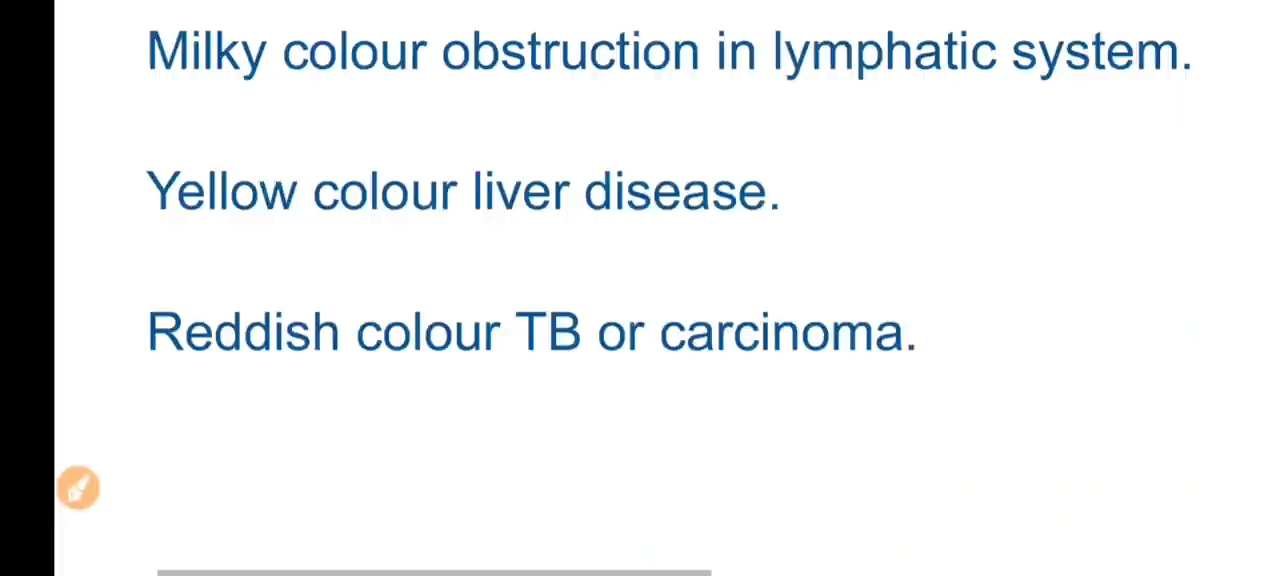 Milky colour obstruction in lymphatic system.
Yellow colour liver disease.
Reddish colour TB or carcinoma.